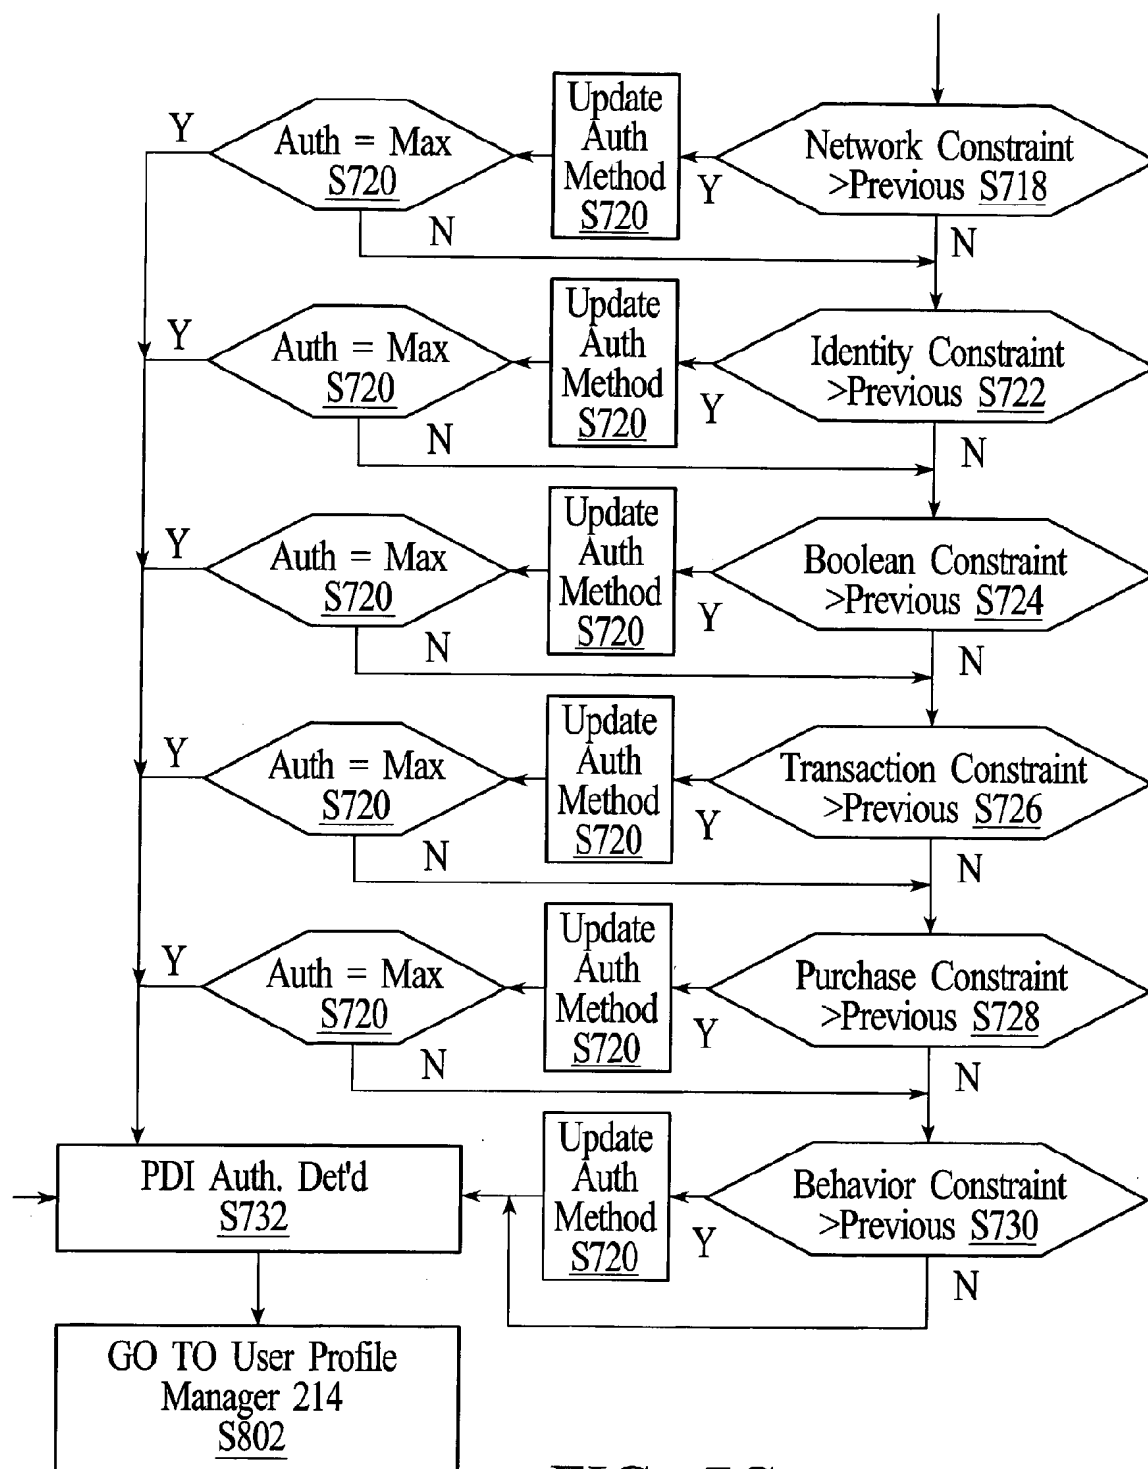 Y
Auth = Max
S720
N
Update
Auth
Method
S720
Y
Network Constraint
>Previous S718
N
Y
Auth = Max
S720
N
Update
Auth
Method
S720
Y
Identity Constraint
>Previous S722
N
Y
Auth = Max
S720
N
Update
Auth
Method
S720
Y
Boolean Constraint
>Previous S724
N
Y
Auth = Max
S720
N
Update
Auth
Method
S720
Y
Transaction Constraint
>Previous S726
N
Y
Auth = Max
S720
N
Update
Auth
Method
S720
Y
Purchase Constraint
>Previous S728
N
PDI Auth. Det'd
S732
Update
Auth
Method
S720
Y
Behavior Constraint
>Previous S730
N
GO TO User Profile
Manager 214
S802